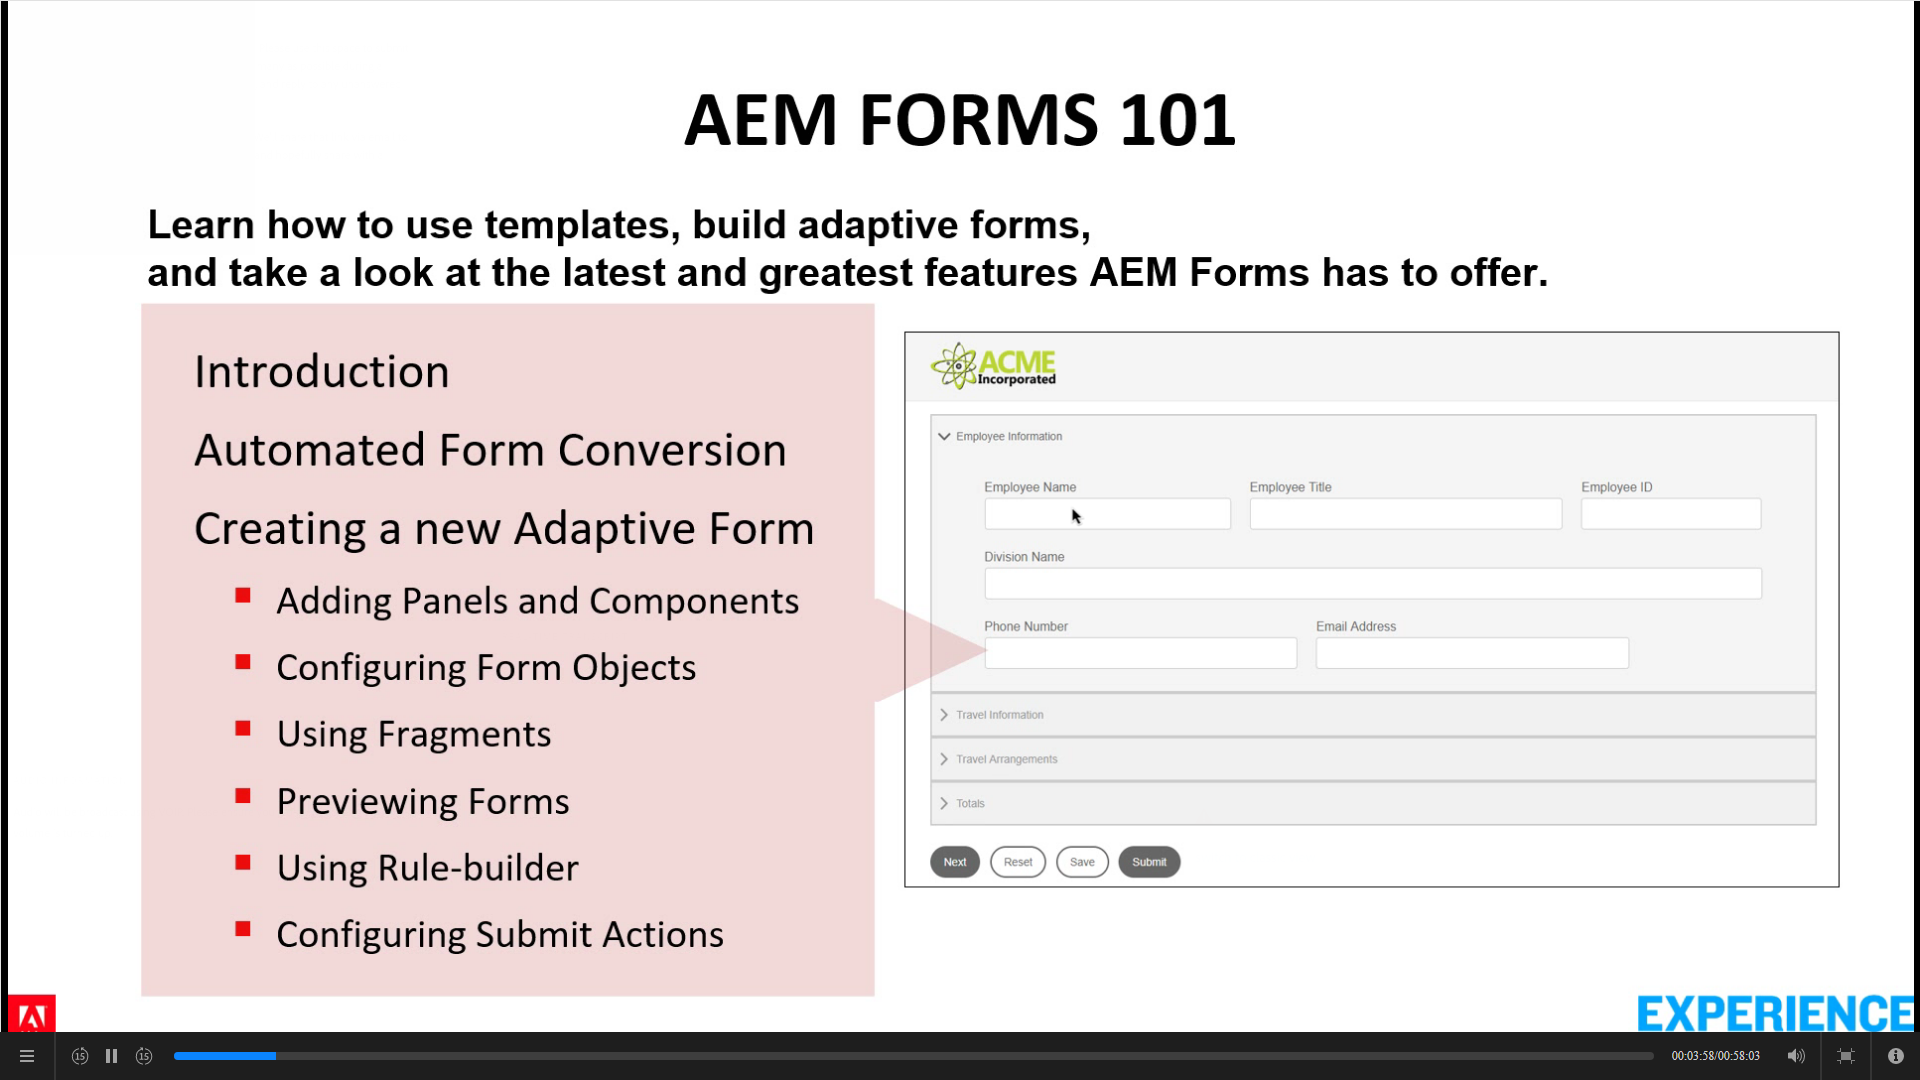 AEM FORMS 101
Learn how to use templates, build adaptive forms,
and take a look at the latest and greatest features AEM Forms has to offer.
Introduction
Automated Form Conversion
Creating a new Adaptive Form
Adding Panels and Components
Configuring Form Objects
Using Fragments
Previewing Forms
Using Rule-builder
Configuring Submit Actions
ACME
Incorporated
Employee Information
Employee Name Employee Title Employee ID
Division Name
Phone Number Email Address
Travel Information
Travel Arrangements
Totals
Next Reset Save Submit
EXPERIENCE
15 15 00:03:58/00:58:03